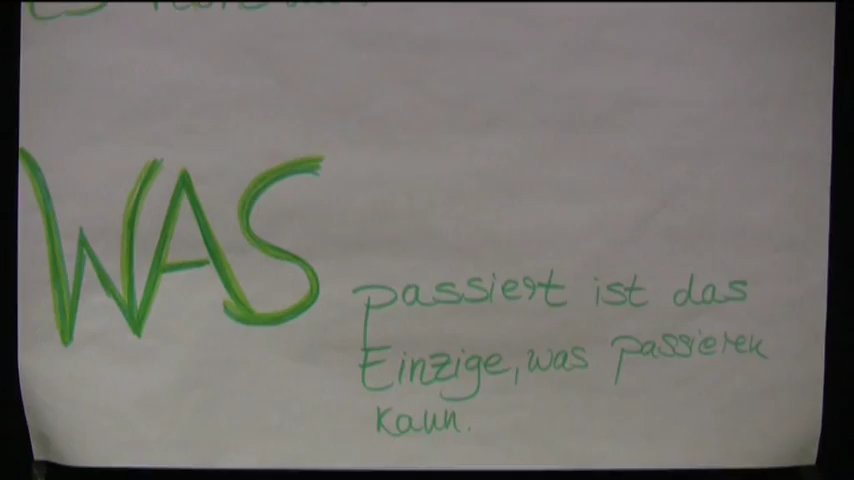 WAS
passiert ist das
Einzige, was passieren
kann.